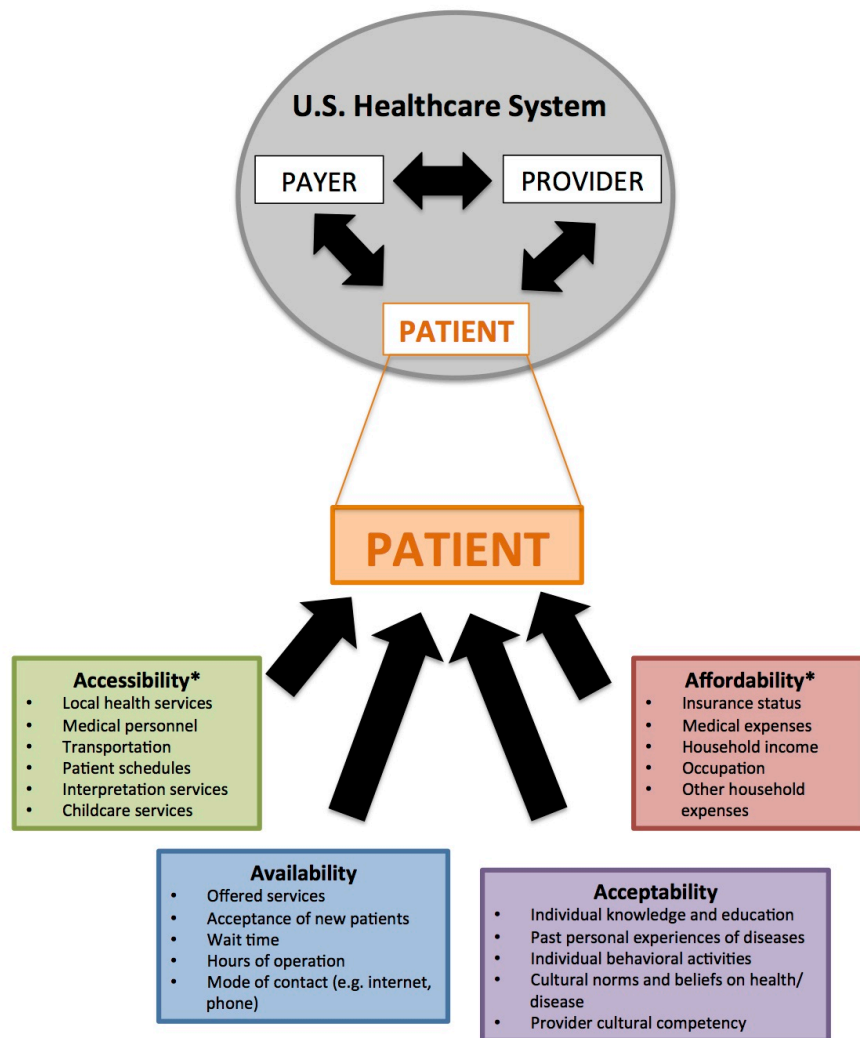 U.S. Healthcare System
PAYER
PROVIDER
PATIENT
PATIENT
Accessibility*
• Local health services
• Medical personnel
• Transportation
• Patient schedules
• Interpretation services
• Childcare services
Affordability*
• Insurance status
• Medical expenses
• Household income
• Occupation
• Other household
expenses
Availability
• Offered services
• Acceptance of new patients
• Wait time
• Hours of operation
• Mode of contact (e.g. internet,
phone)
Acceptability
• Individual knowledge and education
• Past personal experiences of diseases
• Individual behavioral activities
• Cultural norms and beliefs on health/
disease
• Provider cultural competency